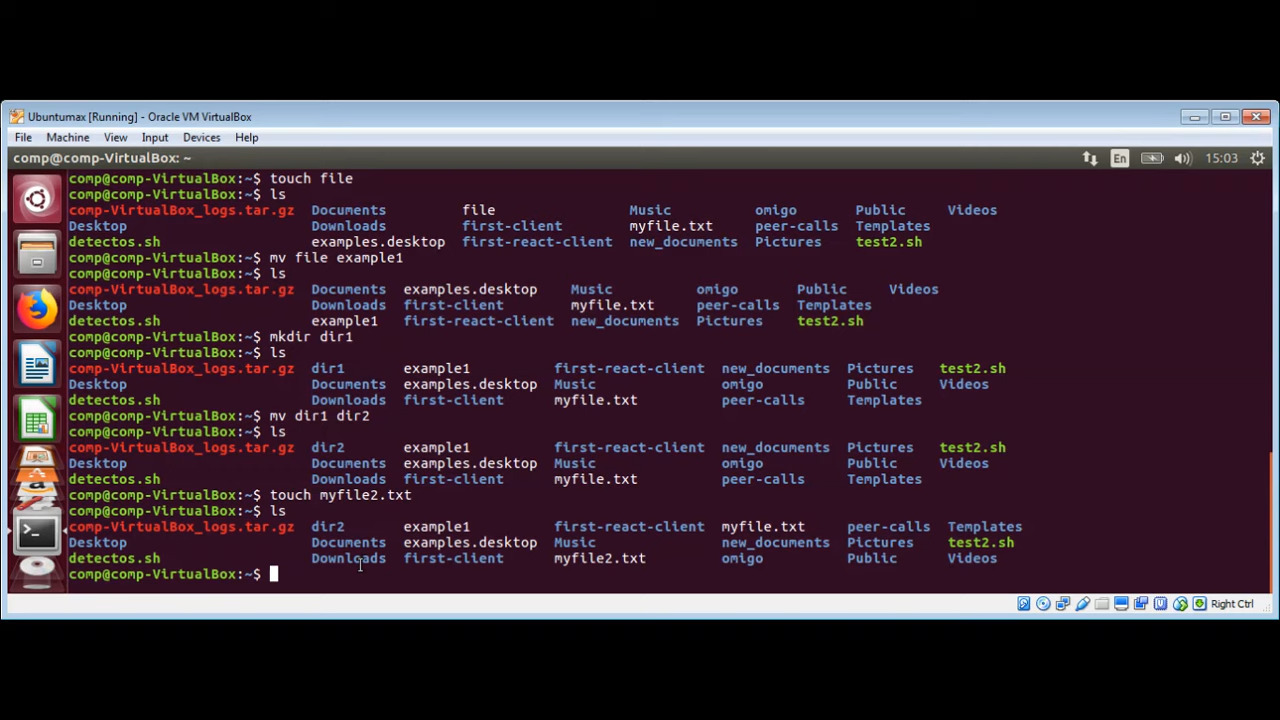 Ubuntumax [Running] - Oracle VM VirtualBox
File Machine View Input Devices Help
comp@comp-VirtualBox: ~ En 15:03
comp@comp-VirtualBox:~$ touch file
comp@comp-VirtualBox:~$ ls
comp-VirtualBox_logs.tar.gz Documents file Music omigo Public Videos
Desktop Downloads first-client myfile.txt peer-calls Templates
detectos.sh examples.desktop first-react-client new_documents Pictures test2.sh
comp@comp-VirtualBox:~$ mv file example1
comp@comp-VirtualBox:~$ ls
comp-VirtualBox_logs.tar.gz Documents examples.desktop Music omigo Public Videos
Desktop Downloads first-client myfile.txt peer-calls Templates
detectos.sh example1 first-react-client new_documents Pictures test2.sh
comp@comp-VirtualBox:~$ mkdir dir1
comp@comp-VirtualBox:~$ ls
comp-VirtualBox_logs.tar.gz dir1 example1 first-react-client new_documents Pictures test2.sh
Desktop Documents examples.desktop Music omigo Public Videos
detectos.sh Downloads first-client myfile.txt peer-calls Templates
comp@comp-VirtualBox:~$ mv dir1 dir2
comp@comp-VirtualBox:~$ ls
comp-VirtualBox_logs.tar.gz dir2 example1 first-react-client new_documents Pictures test2.sh
Desktop Documents examples.desktop Music omigo Public Videos
detectos.sh Downloads first-client myfile.txt peer-calls Templates
comp@comp-VirtualBox:~$ touch myfile2.txt
comp@comp-VirtualBox:~$ ls
comp-VirtualBox_logs.tar.gz dir2 example1 first-react-client myfile.txt peer-calls Templates
Desktop Documents examples.desktop Music new_documents Pictures test2.sh
detectos.sh Downloads first-client myfile2.txt omigo Public Videos
comp@comp-VirtualBox:~$
Right Ctrl